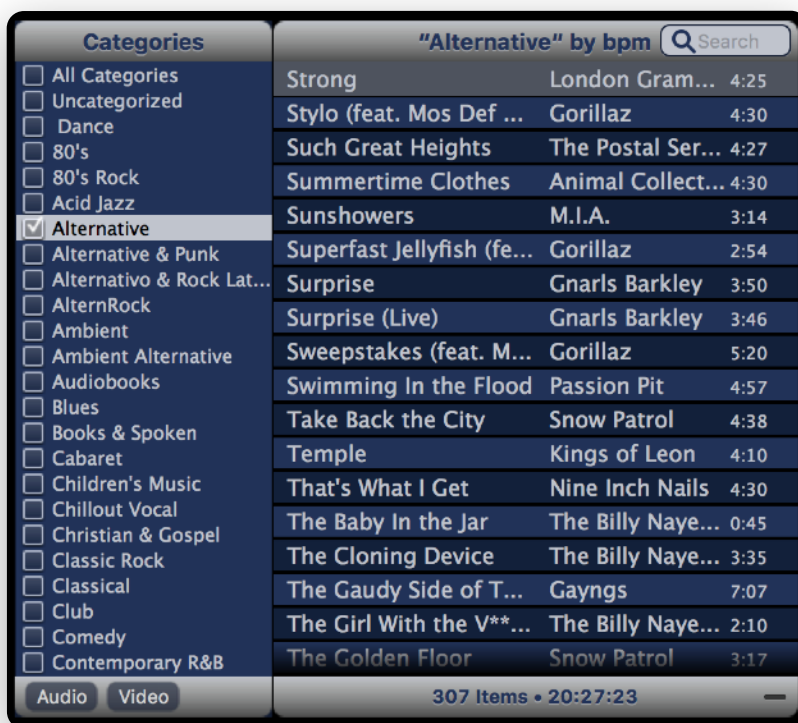 Categories
All Categories
Uncategorized
Dance
80's
80's Rock
Acid Jazz
Alternative
Alternative & Punk
Alternativo & Rock Lat...
AlternRock
Ambient
Ambient Alternative
Audiobooks
Blues
Books & Spoken
Cabaret
Children's Music
Chillout Vocal
Christian & Gospel
Classic Rock
Classical
Club
Comedy
Contemporary R&B
Audio Video
"Alternative" by bpm Search
Strong London Gram... 4:25
Stylo (feat. Mos Def ... Gorillaz 4:30
Such Great Heights The Postal Ser... 4:27
Summertime Clothes Animal Collect... 4:30
Sunshowers M.I.A. 3:14
Superfast Jellyfish (fe... Gorillaz 2:54
Surprise Gnarls Barkley 3:50
Surprise (Live) Gnarls Barkley 3:46
Sweepstakes (feat. M... Gorillaz 5:20
Swimming In the Flood Passion Pit 4:57
Take Back the City Snow Patrol 4:38
Temple Kings of Leon 4:10
That's What I Get Nine Inch Nails 4:30
The Baby In the Jar The Billy Naye... 0:45
The Cloning Device The Billy Naye... 3:35
The Gaudy Side of T... Gayngs 7:07
The Girl With the V**... The Billy Naye... 2:10
The Golden Floor Snow Patrol 3:17
307 Items • 20:27:23